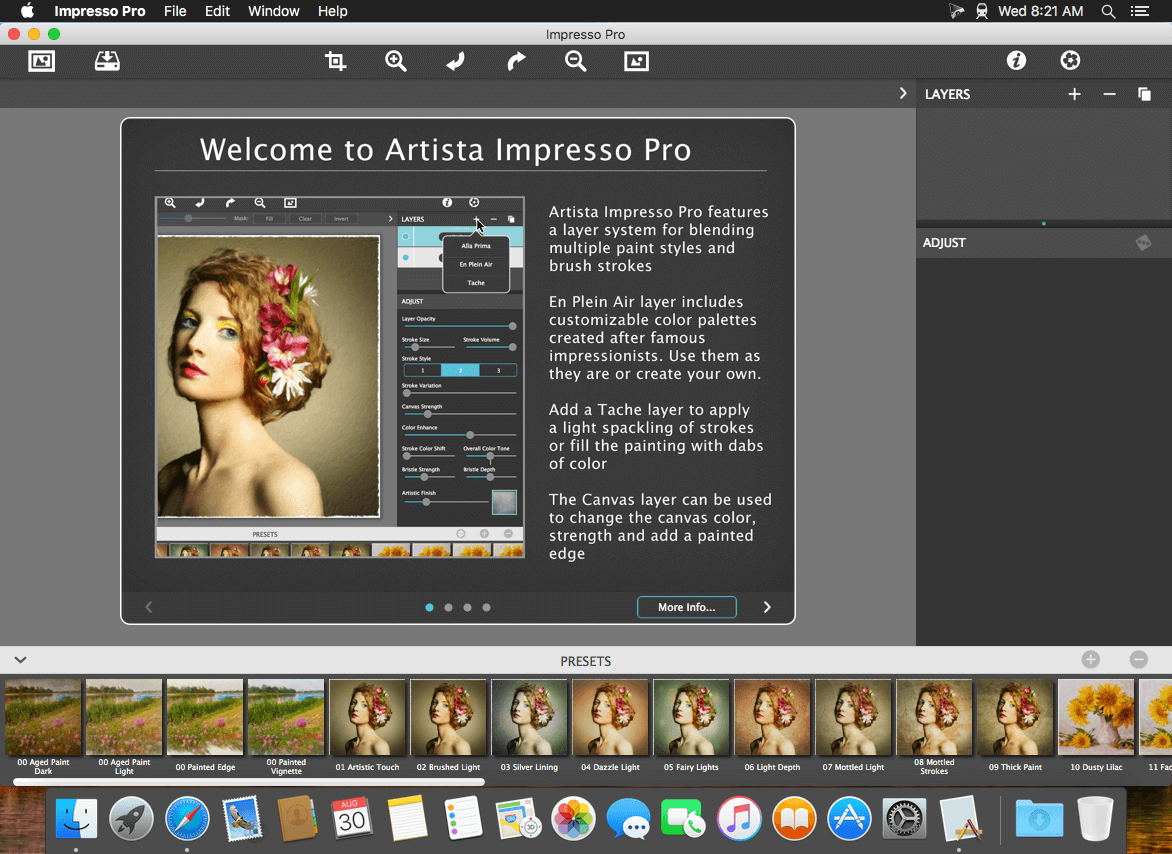 Impresso Pro File Edit Window Help Wed 8:21 AM
Impresso Pro
LAYERS
ADJUST
Welcome to Artista Impresso Pro
Mask: Fill Clear Invert
LAYERS
Alla Prima
En Plein Air
Tache
ADJUST
Layer Opacity
Stroke Size Stroke Volume
Stroke Style
1 2 3
Stroke Variation
Canvas Strength
Color Enhance
Stroke Color Shift Overall Color Tone
Bristle Strength Bristle Depth
Artistic Finish
PRESETS
Artista Impresso Pro features
a layer system for blending
multiple paint styles and
brush strokes
En Plein Air layer includes
customizable color palettes
created after famous
impressionists. Use them as
they are or create your own.
Add a Tache layer to apply
a light spackling of strokes
or fill the painting with dabs
of color
The Canvas layer can be used
to change the canvas color,
strength and add a painted
edge
More Info...
PRESETS
00 Aged Paint
Dark
00 Aged Paint
Light
00 Painted Edge
00 Painted
Vignette
01 Artistic Touch
02 Brushed Light
03 Silver Lining
04 Dazzle Light
05 Fairy Lights
06 Light Depth
07 Mottled Light
08 Mottled
Strokes
09 Thick Paint
10 Dusty Lilac
11 Fac
AUG
30
3D